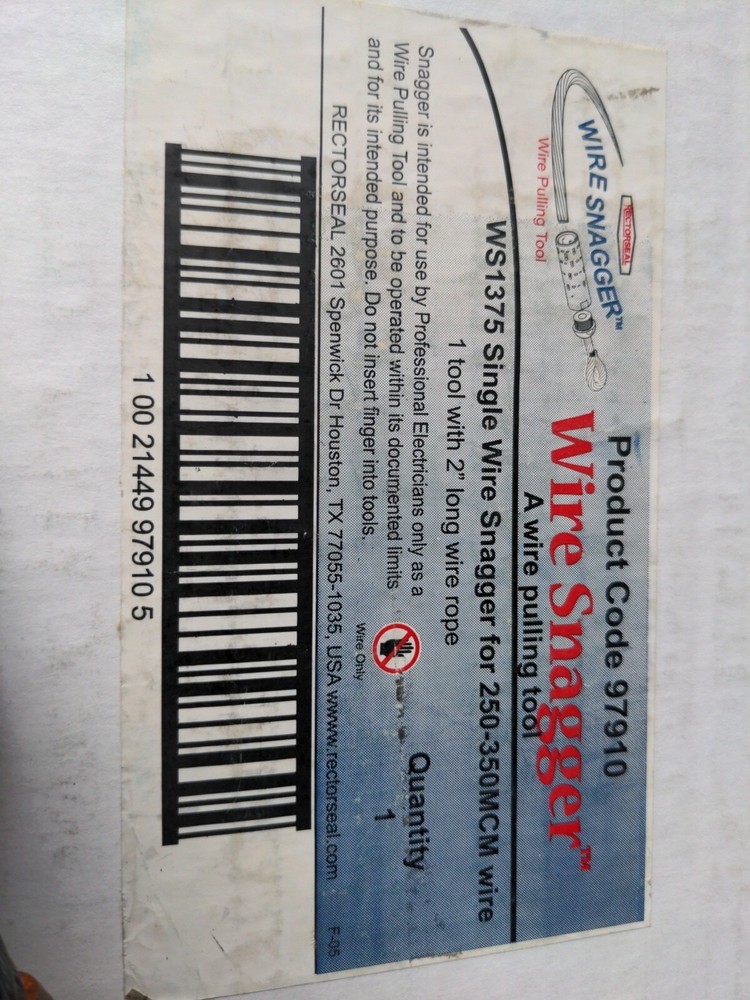 RECTORSEAL
WIRE SNAGGER™
Wire Pulling Tool
Product Code 97910
Wire Snagger™
A wire pulling tool
WS1375 Single Wire Snagger for 250-350MCM wire
1 tool with 2" long wire rope
Quantity
1
Snagger is intended for use by Professional Electricians only as a
Wire Pulling Tool and to be operated within its documented limits
and for its intended purpose. Do not insert finger into tools.
Wire Only
RECTORSEAL 2601 Spenwick Dr Houston, TX 77055-1035, USA www.rectorseal.com
F-05
1 00 21449 97910 5